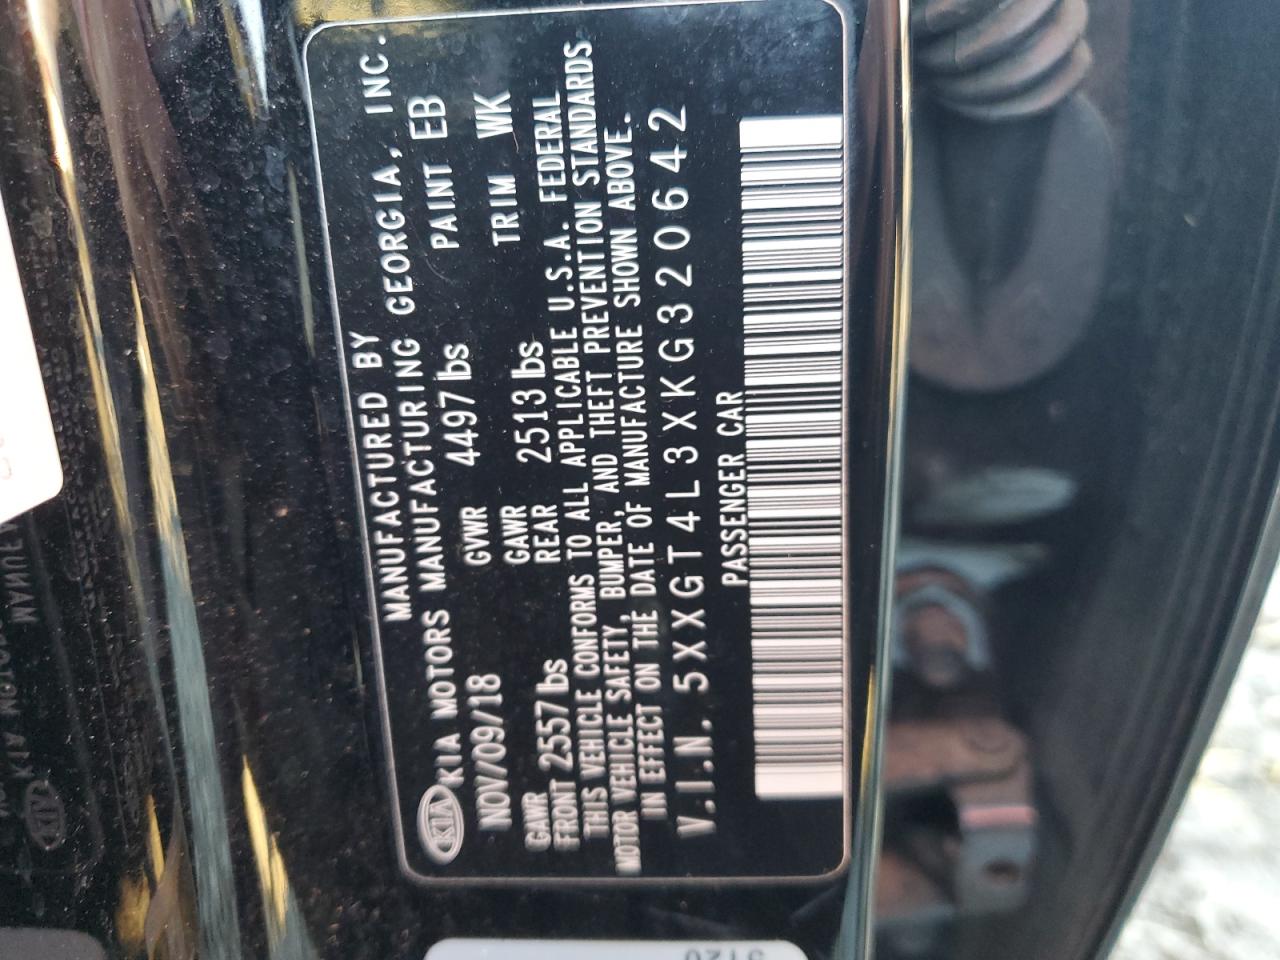 MANUFACTURED BY
KIA KIA MOTORS MANUFACTURING GEORGIA, INC.
NOV/09/18 GVWR 4497 lbs PAINT EB
GAWR FRONT 2557 lbs GAWR REAR 2513 lbs TRIM WK
THIS VEHICLE CONFORMS TO ALL APPLICABLE U.S.A. FEDERAL
MOTOR VEHICLE SAFETY, BUMPER, AND THEFT PREVENTION STANDARDS
IN EFFECT ON THE DATE OF MANUFACTURE SHOWN ABOVE.
V.I.N. 5XXGT4L3XKG320642
PASSENGER CAR